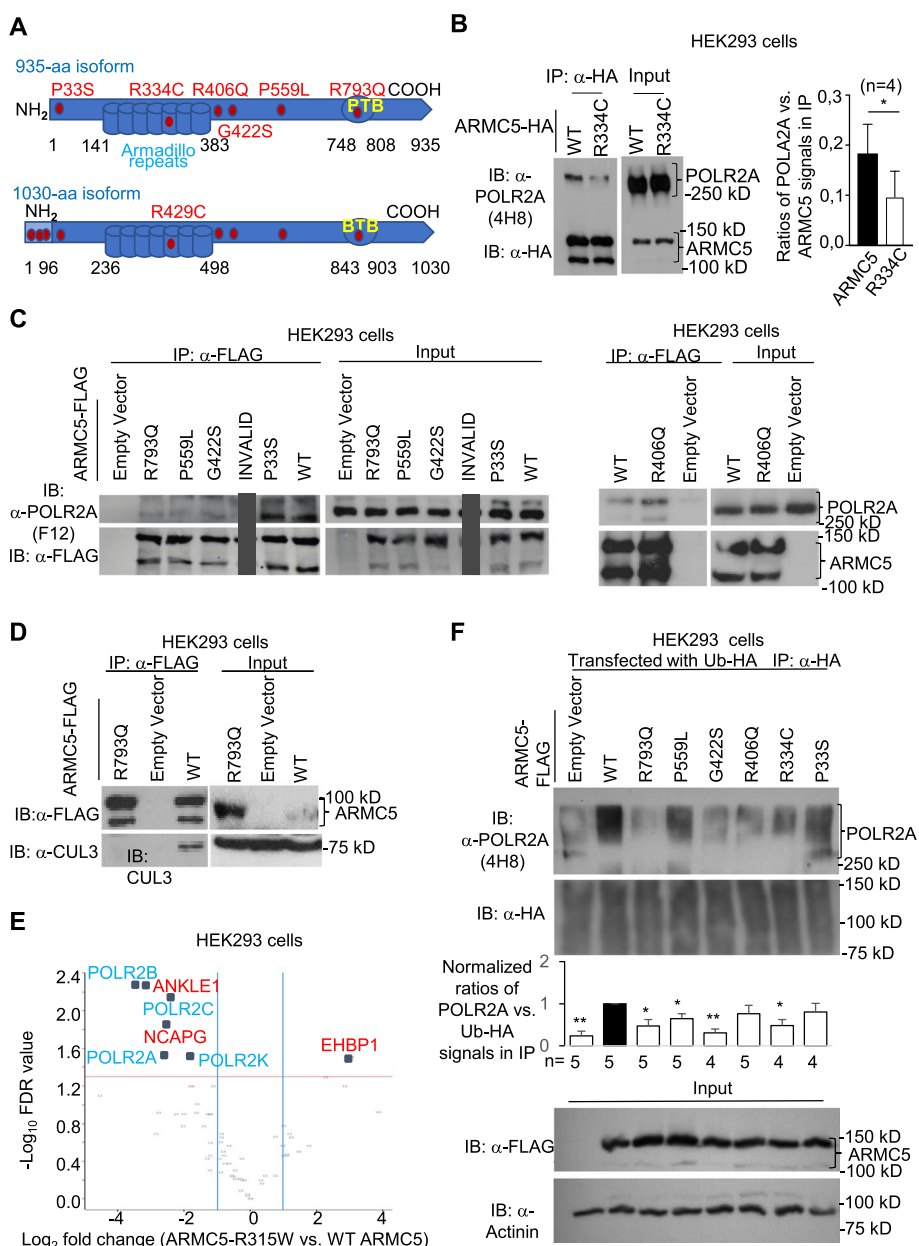 A
935-aa isoform
P33S R334C R406Q P559L R793Q COOH
NH2
PTB
G422S
Armadillo
repeats
1 141 383 748 808 935
1030-aa isoform
NH2 R429C COOH
BTB
1 96 236 498 843 903 1030
B
HEK293 cells
IP: α-HA Input
ARMC5-HA WT R334C WT R334C
IB: α-
POLR2A
(4H8)
POLR2A
-250 kD
IB: α-HA
-150 kD
ARMC5
-100 kD
(n=4)
*
Ratios of POLA2A vs.
ARMC5 signals in IP
0,3
0,2
0,1
0,0
ARMC5 R334C
C
HEK293 cells
IP: α-FLAG Input
ARMC5-FLAG
Empty Vector R793Q P559L G422S INVALID P33S WT
Empty Vector R793Q P559L G422S INVALID P33S WT
IB:
α-POLR2A
(F12)
IB: α-FLAG
HEK293 cells
IP: α-FLAG Input
WT R406Q Empty Vector WT R406Q Empty Vector
POLR2A
250 kD
-150 kD
ARMC5
-100 kD
D
HEK293 cells
IP: α-FLAG Input
ARMC5-FLAG
R793Q Empty Vector WT R793Q Empty Vector WT
IB:α-FLAG
100 kD
ARMC5
IB: α-CUL3
IB:
CUL3
-75 kD
E
HEK293 cells
-Log10 FDR value
2.4
2.0
1.6
1.2
0.8
0.4
0.0
POLR2B
ANKLE1
POLR2C
NCAPG
POLR2A
POLR2K
EHBP1
-4 -2 0 2 4
Log2 fold change (ARMC5-R315W vs. WT ARMC5)
F
HEK293 cells
Transfected with Ub-HA IP: α-HA
ARMC5-
FLAG
Empty Vector WT R793Q P559L G422S R406Q R334C P33S
IB:
α-POLR2A
(4H8)
POLR2A
250 kD
IB: α-HA
-150 kD
-100 kD
-75 kD
Normalized
ratios of
POLR2A vs.
Ub-HA
signals in IP
2
1
0
** * * ** *
n= 5 5 5 5 4 5 4 4
Input
IB: α-FLAG
-150 kD
ARMC5
100 kD
IB: α-
Actinin
-100 kD
-75 kD